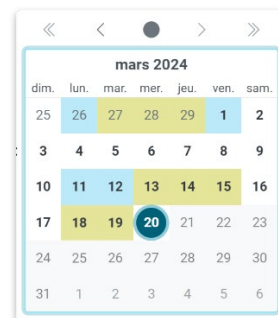 mars 2024
dim. lun. mar. mer. jeu. ven. sam.
25 26 27 28 29 1 2
3 4 5 6 7 8 9
10 11 12 13 14 15 16
17 18 19 20 21 22 23
24 25 26 27 28 29 30
31 1 2 3 4 5 6